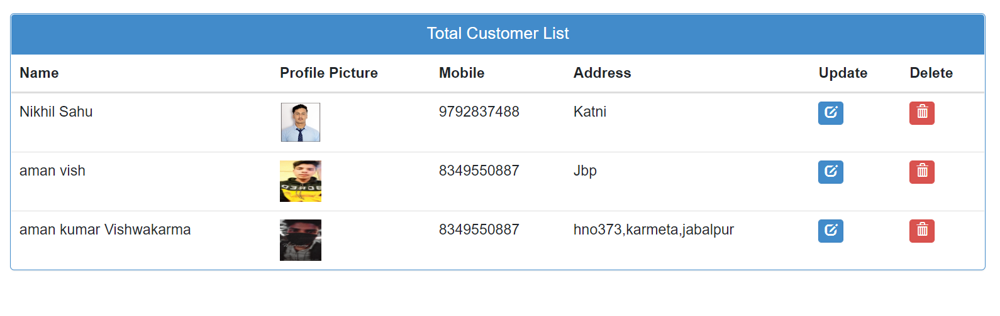 Total Customer List
Name Profile Picture Mobile Address Update Delete
Nikhil Sahu 9792837488 Katni
aman vish 8349550887 Jbp
aman kumar Vishwakarma 8349550887 hno373,karmeta,jabalpur